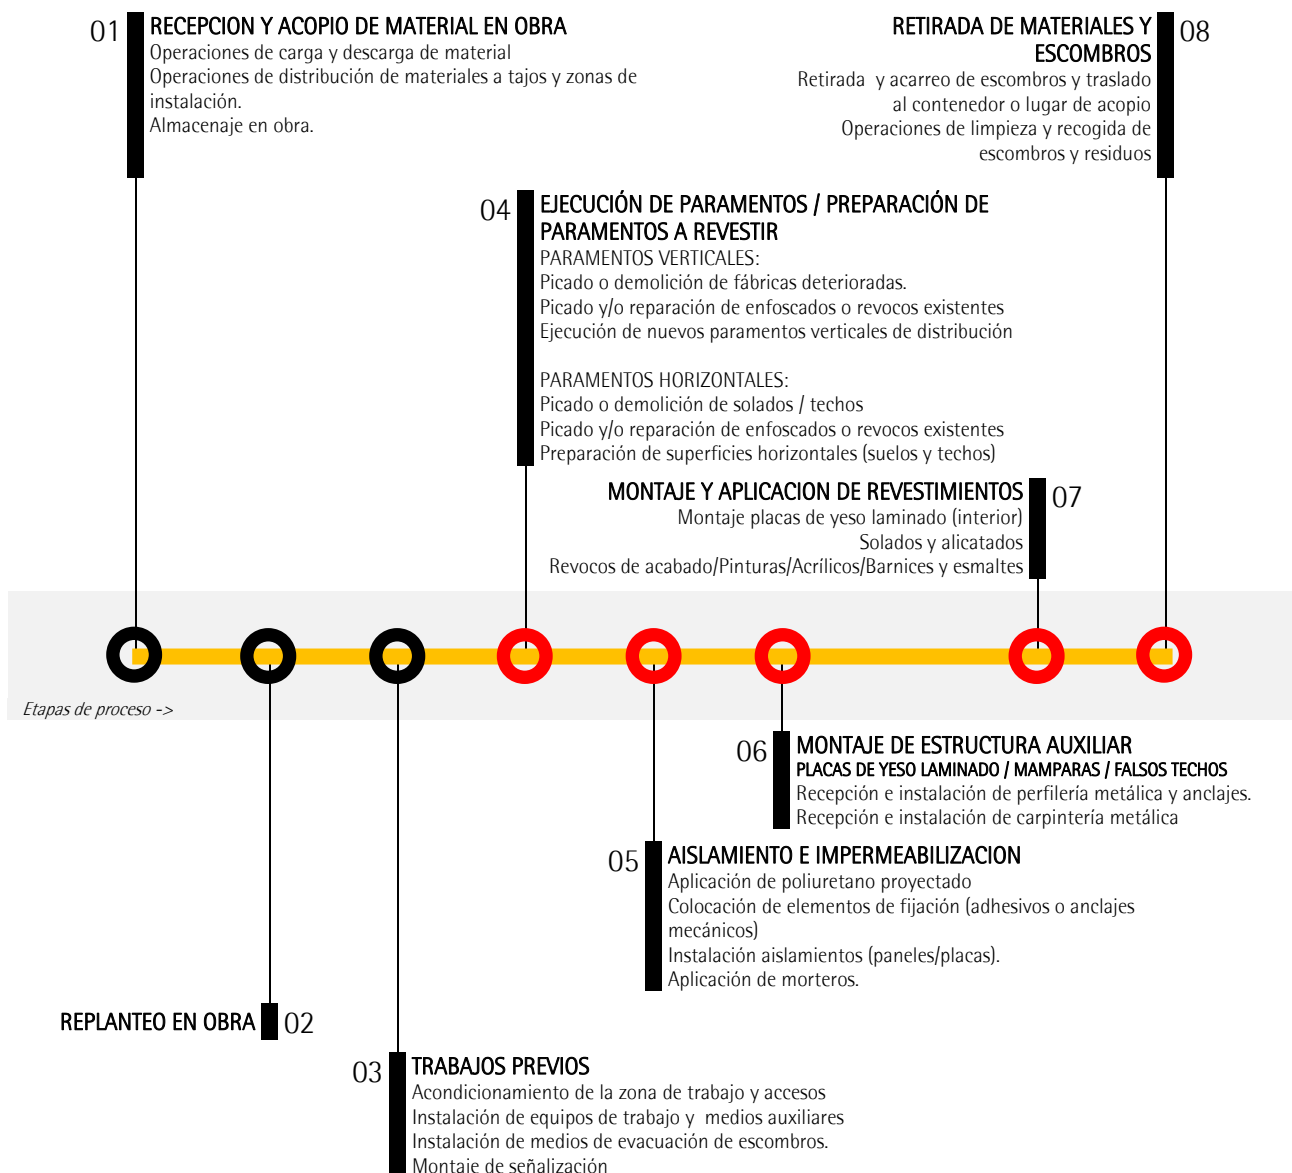 01
RECEPCION Y ACOPIO DE MATERIAL EN OBRA
Operaciones de carga y descarga de material
Operaciones de distribución de materiales a tajos y zonas de
instalación.
Almacenaje en obra.
RETIRADA DE MATERIALES Y
ESCOMBROS
08
Retirada y acarreo de escombros y traslado
al contenedor o lugar de acopio
Operaciones de limpieza y recogida de
escombros y residuos
04
EJECUCIÓN DE PARAMENTOS / PREPARACIÓN DE
PARAMENTOS A REVESTIR
PARAMENTOS VERTICALES:
Picado o demolición de fábricas deterioradas.
Picado y/o reparación de enfoscados o revocos existentes
Ejecución de nuevos paramentos verticales de distribución
PARAMENTOS HORIZONTALES:
Picado o demolición de solados / techos
Picado y/o reparación de enfoscados o revocos existentes
Preparación de superficies horizontales (suelos y techos)
MONTAJE Y APLICACION DE REVESTIMIENTOS
07
Montaje placas de yeso laminado (interior)
Solados y alicatados
Revocos de acabado/Pinturas/Acrílicos/Barnices y esmaltes
Etapas de proceso ->
06
MONTAJE DE ESTRUCTURA AUXILIAR
PLACAS DE YESO LAMINADO / MAMPARAS / FALSOS TECHOS
Recepción e instalación de perfilería metálica y anclajes.
Recepción e instalación de carpintería metálica
05
AISLAMIENTO E IMPERMEABILIZACION
Aplicación de poliuretano proyectado
Colocación de elementos de fijación (adhesivos o anclajes
mecánicos)
Instalación aislamientos (paneles/placas).
Aplicación de morteros.
REPLANTEO EN OBRA
02
03
TRABAJOS PREVIOS
Acondicionamiento de la zona de trabajo y accesos
Instalación de equipos de trabajo y medios auxiliares
Instalación de medios de evacuación de escombros.
Montaje de señalización